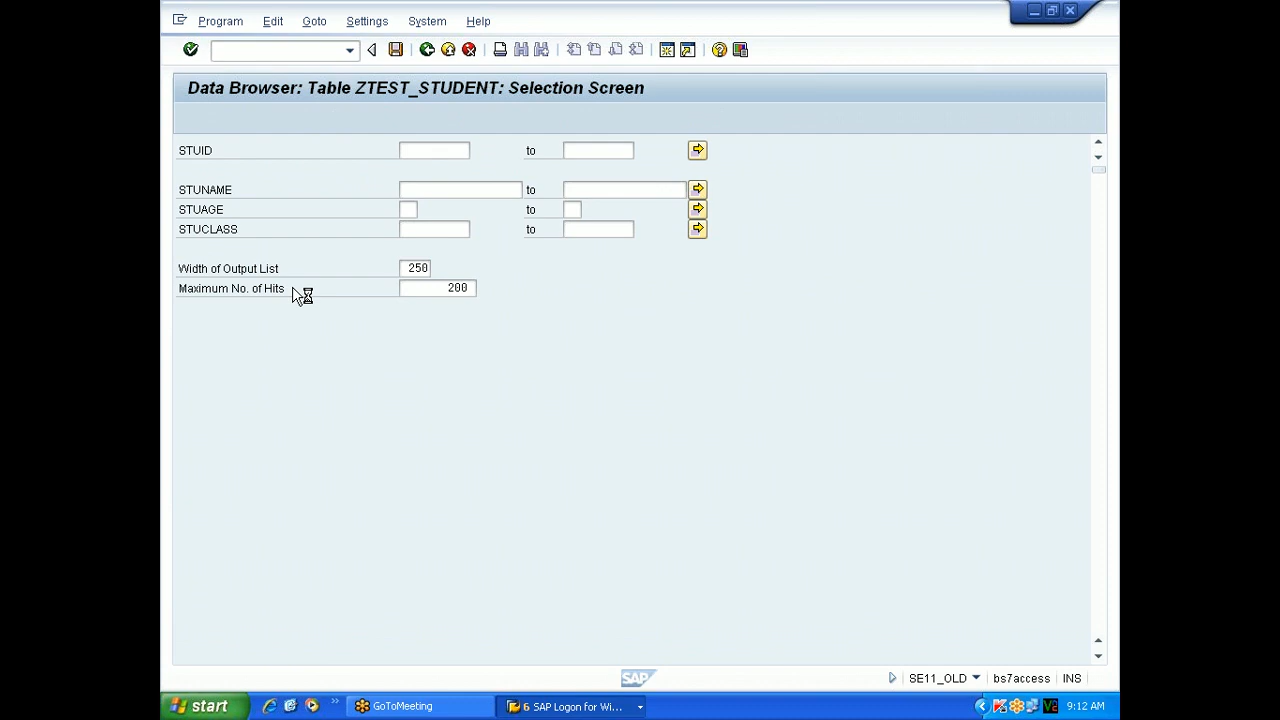 Program Edit Goto Settings System Help
Data Browser: Table ZTEST_STUDENT: Selection Screen
STUID to
STUNAME to
STUAGE to
STUCLASS to
Width of Output List 250
Maximum No. of Hits 200
SAP
SE11_OLD bs7access INS
start GoToMeeting 6 SAP Logon for Wi... 9:12 AM